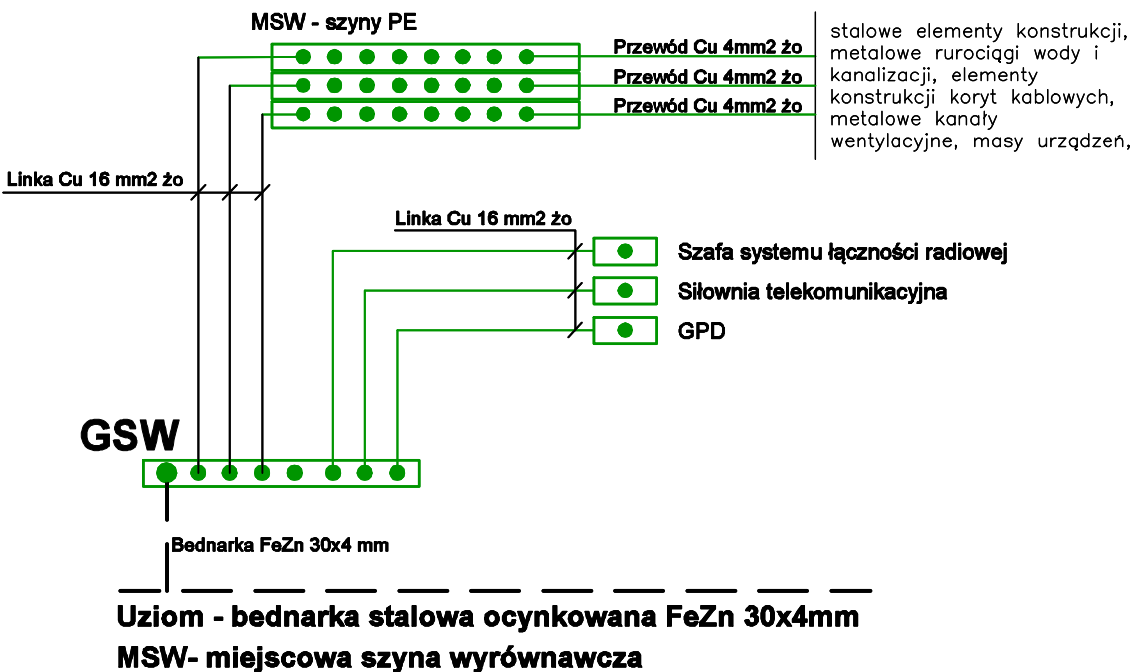 MSW - szyny PE
Przewód Cu 4mm2 żo
Przewód Cu 4mm2 żo
Przewód Cu 4mm2 żo
stalowe elementy konstrukcji,
metalowe rurociągi wody i
kanalizacji, elementy
konstrukcji koryt kablowych,
metalowe kanały
wentylacyjne, masy urządzeń,
Linka Cu 16 mm2 żo
Linka Cu 16 mm2 żo
Szafa systemu łączności radiowej
Siłownia telekomunikacyjna
GPD
GSW
Bednarka FeZn 30x4 mm
Uziom - bednarka stalowa ocynkowana FeZn 30x4mm
MSW- miejscowa szyna wyrównawcza